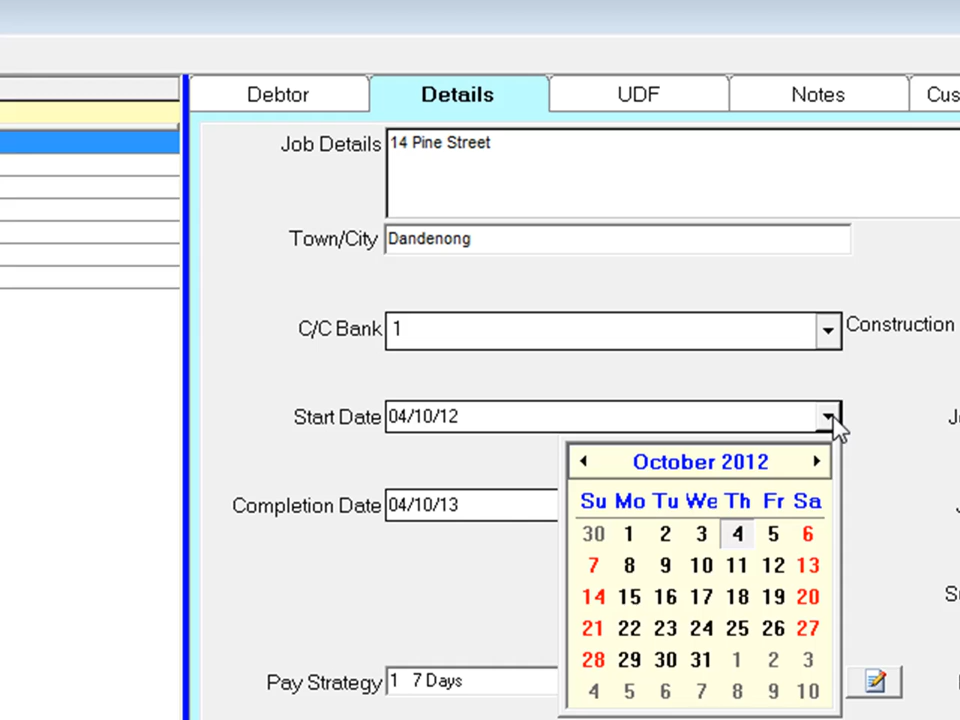 Debtor Details UDF Notes Cus
Job Details 14 Pine Street
Town/City Dandenong
C/C Bank 1 Construction
Start Date 04/10/12
October 2012
Su Mo Tu We Th Fr Sa
30 1 2 3 4 5 6
Completion Date 04/10/13
7 8 9 10 11 12 13
14 15 16 17 18 19 20
21 22 23 24 25 26 27
28 29 30 31 1 2 3
Pay Strategy 1 7 Days
4 5 6 7 8 9 10